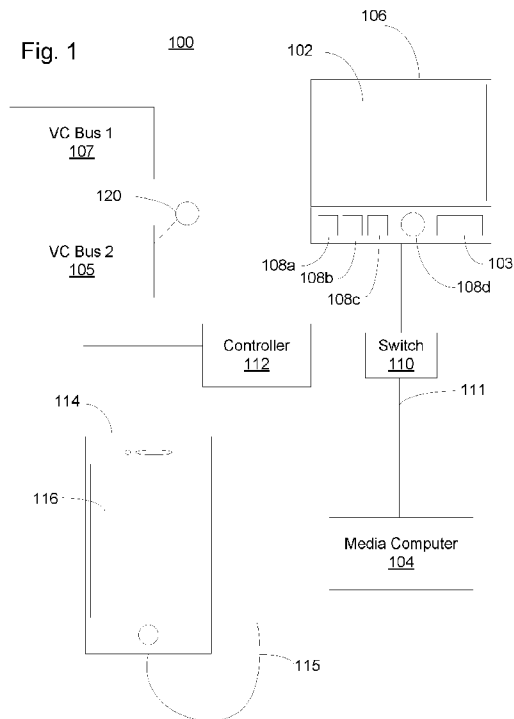 Fig. 1
100
106
102
VC Bus 1
107
120
VC Bus 2
105
108a
108b
108c
108d
103
Controller
112
Switch
110
111
114
116
Media Computer
104
115